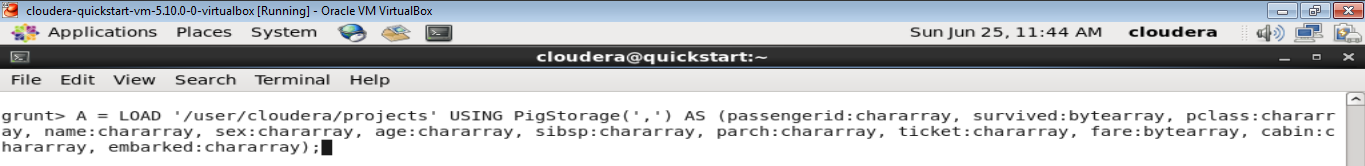 cloudera-quickstart-vm-5.10.0-0-virtualbox [Running] - Oracle VM VirtualBox
Applications Places System Sun Jun 25, 11:44 AM cloudera
cloudera@quickstart:~
File Edit View Search Terminal Help
grunt> A = LOAD '/user/cloudera/projects' USING PigStorage(',') AS (passengerid:chararray, survived:bytearray, pclass:chararr
ay, name:chararray, sex:chararray, age:chararray, sibsp:chararray, parch:chararray, ticket:chararray, fare:bytearray, cabin:c
hararray, embarked:chararray);